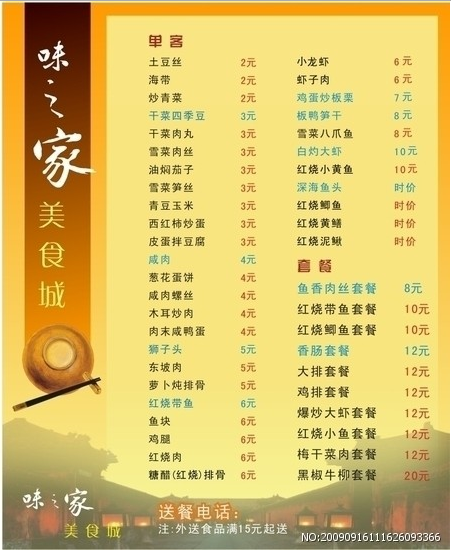 味之家
美食城
单客
土豆丝 2元
海带 2元
炒青菜 2元
干菜四季豆 3元
干菜肉丸 3元
雪菜肉丝 3元
油焖茄子 3元
雪菜笋丝 3元
青豆玉米 3元
西红柿炒蛋 3元
皮蛋拌豆腐 3元
咸肉 4元
葱花蛋饼 4元
咸肉螺丝 4元
木耳炒肉 4元
肉末咸鸭蛋 4元
狮子头 5元
东坡肉 5元
萝卜炖排骨 5元
红烧带鱼 6元
鱼块 6元
鸡腿 6元
红烧肉 6元
糖醋(红烧)排骨 6元
小龙虾 6元
虾子肉 6元
鸡蛋炒板栗 7元
板鸭笋干 8元
雪菜八爪鱼 8元
白灼大虾 10元
红烧小黄鱼 10元
深海鱼头 时价
红烧鲫鱼 时价
红烧黄鳝 时价
红烧泥鳅 时价
套餐
鱼香肉丝套餐 8元
红烧带鱼套餐 10元
红烧鲫鱼套餐 10元
香肠套餐 12元
大排套餐 12元
鸡排套餐 12元
爆炒大虾套餐 12元
红烧小鱼套餐 12元
梅干菜肉套餐 12元
黑椒牛柳套餐 20元
味之家
美食城
送餐电话:
注:外送食品满15元起送
NO:20090916111626093366